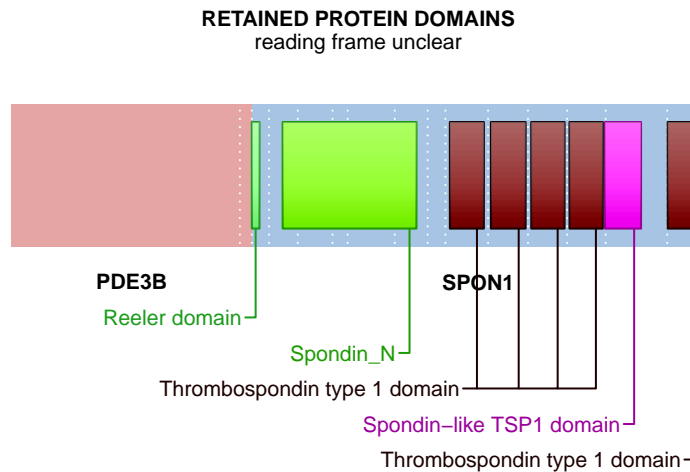 RETAINED PROTEIN DOMAINS
reading frame unclear
PDE3B
SPON1
Reeler domain
Spondin_N
Thrombospondin type 1 domain
Spondin−like TSP1 domain
Thrombospondin type 1 domain